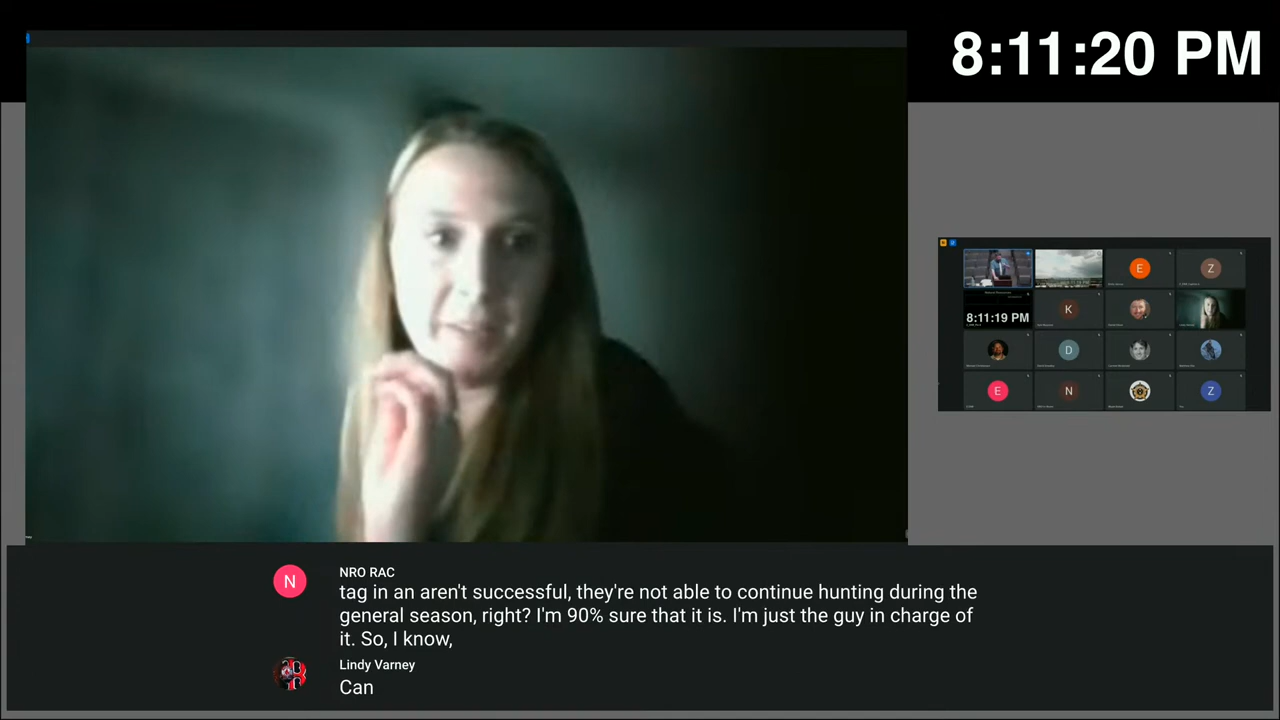 8:11:20 PM
E
Z
8:11:19 PM
K
D
E
N
Z
N
NRO RAC
tag in an aren't successful, they're not able to continue hunting during the
general season, right? I'm 90% sure that it is. I'm just the guy in charge of
it. So, I know,
Lindy Varney
Can